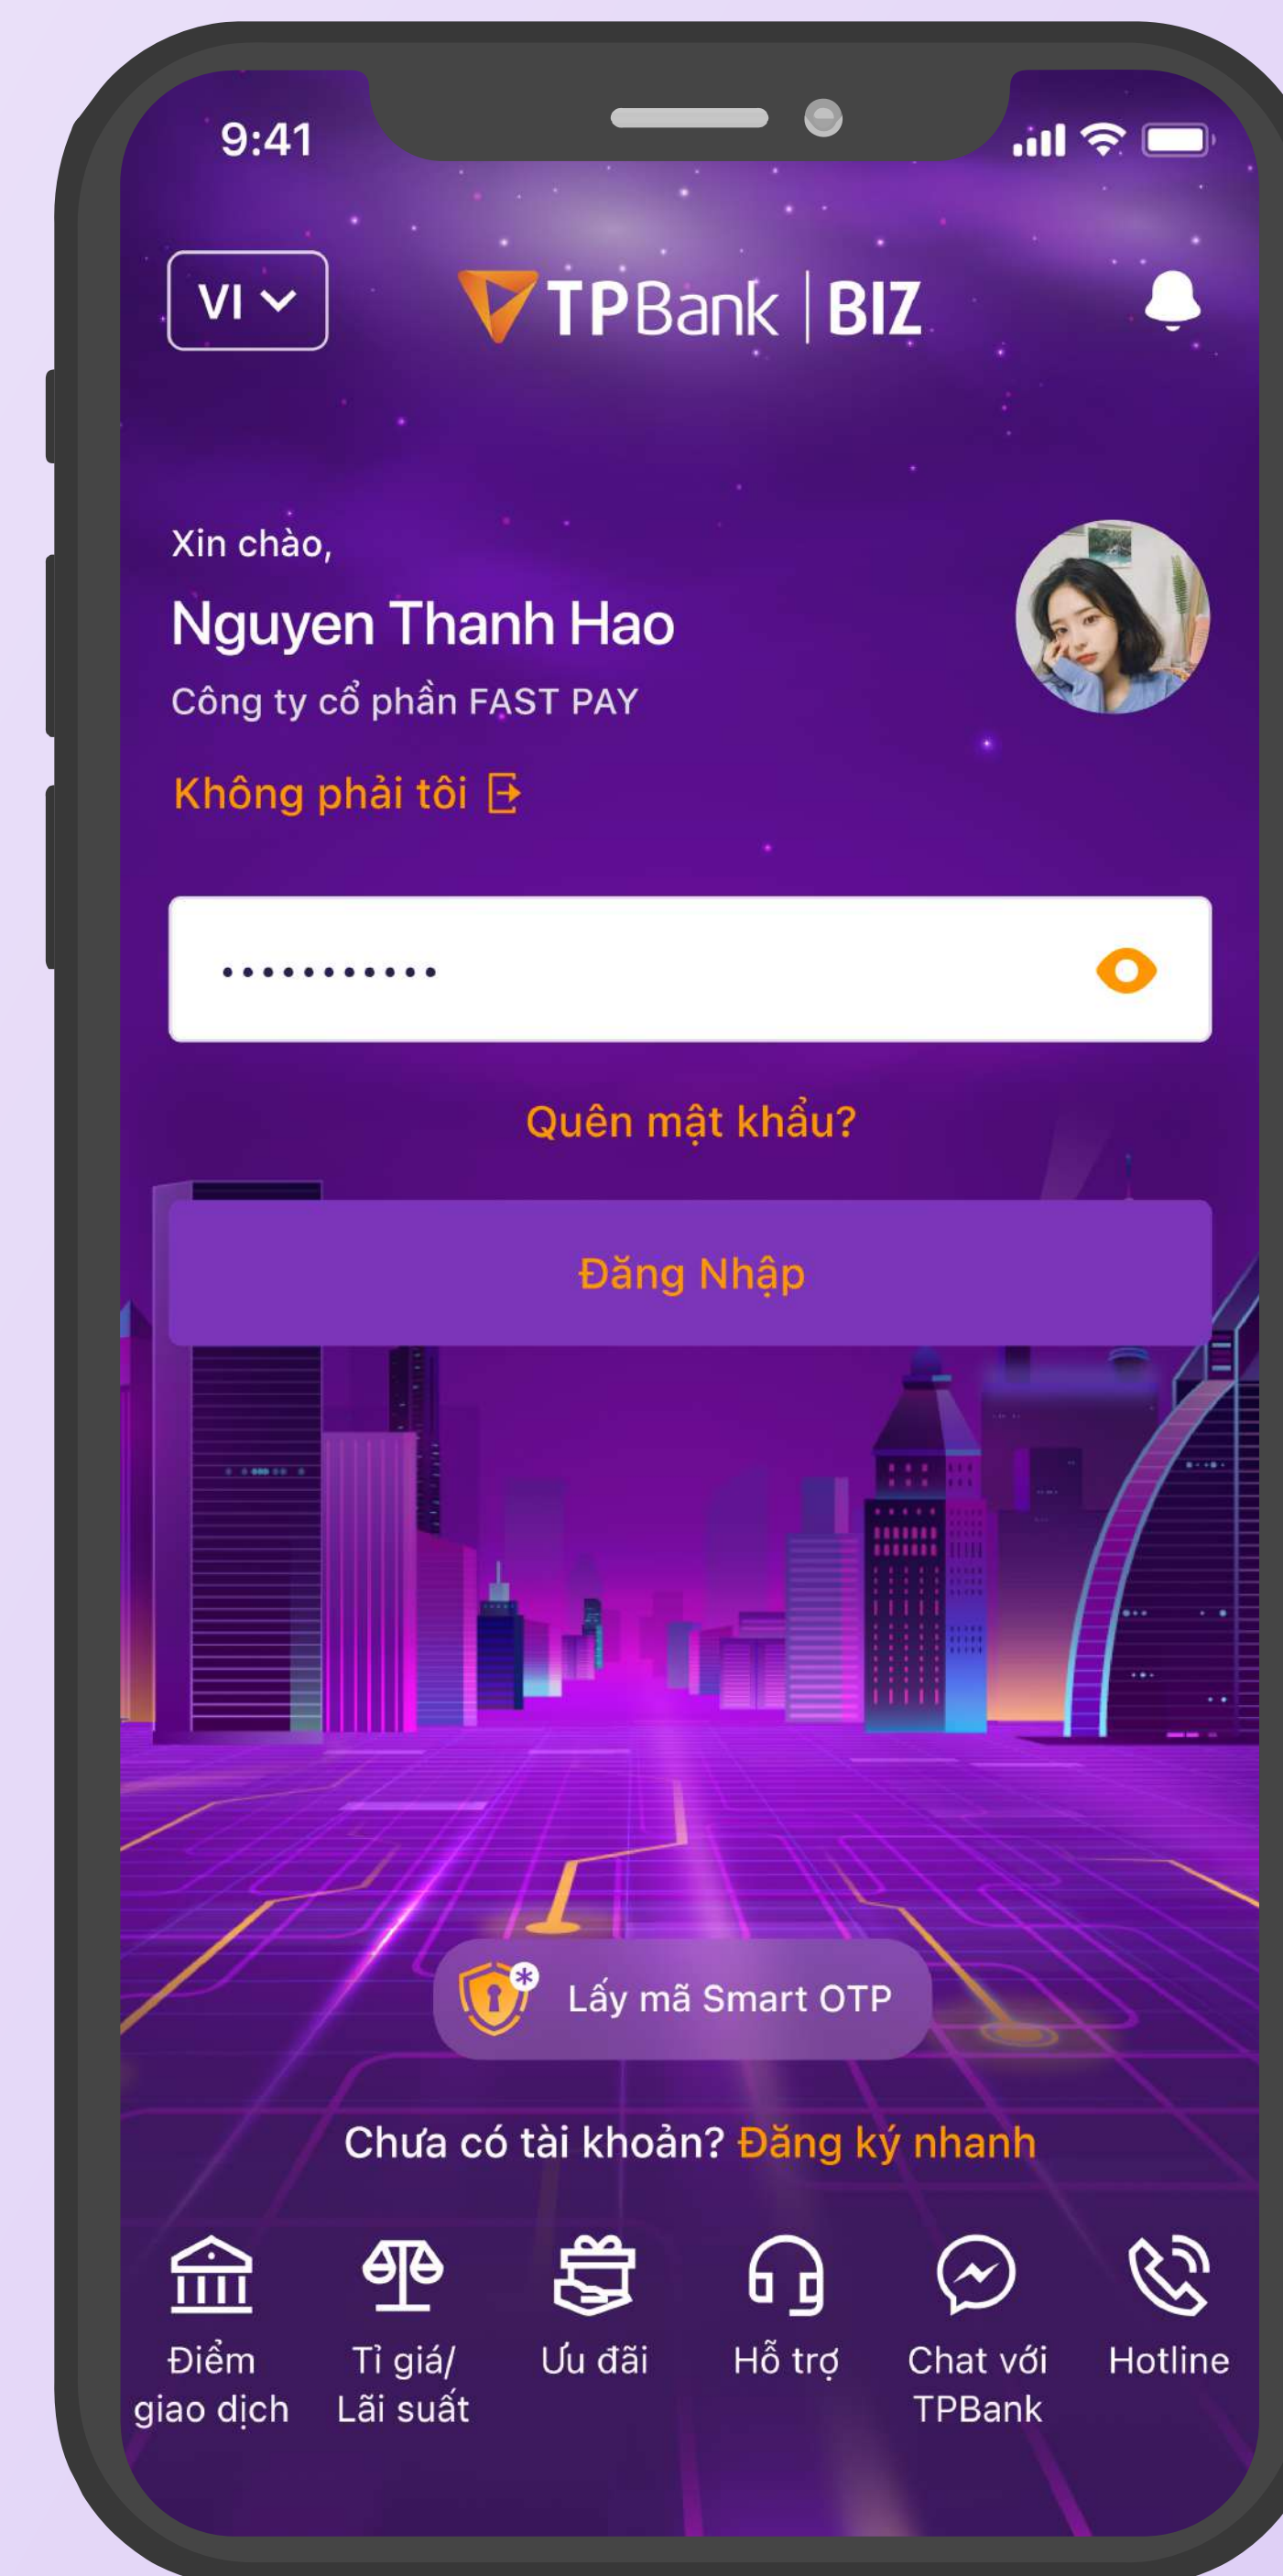 9:41
VI
TPBank | BIZ
Xin chào,
Nguyen Thanh Hao
Công ty cổ phần FAST PAY
Không phải tôi
•••••••••••
Quên mật khẩu?
Đăng Nhập
Lấy mã Smart OTP
Chưa có tài khoản? Đăng ký nhanh
Điểm
giao dịch
Tỉ giá/
Lãi suất
Ưu đãi
Hỗ trợ
Chat với
TPBank
Hotline